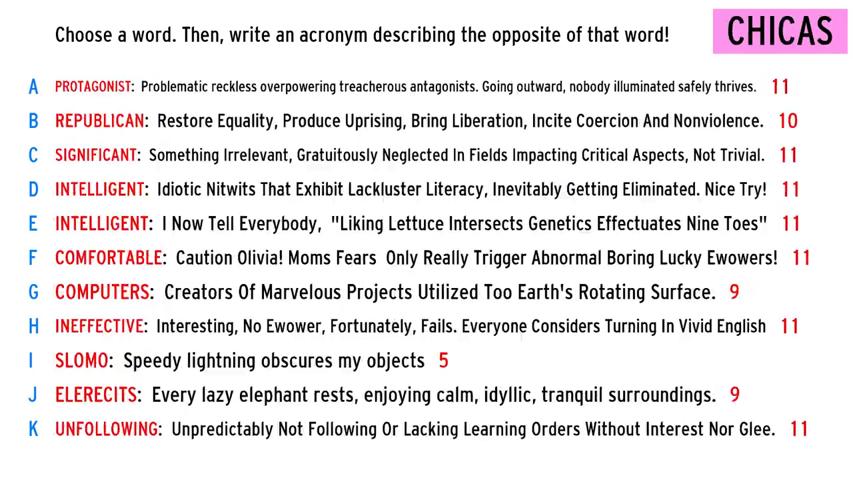 Choose a word. Then, write an acronym describing the opposite of that word!
CHICAS
A PROTAGONIST: Problematic reckless overpowering treacherous antagonists. Going outward, nobody illuminated safely thrives. 11
B REPUBLICAN: Restore Equality, Produce Uprising, Bring Liberation, Incite Coercion And Nonviolence. 10
C SIGNIFICANT: Something Irrelevant, Gratuitously Neglected In Fields Impacting Critical Aspects, Not Trivial. 11
D INTELLIGENT: Idiotic Nitwits That Exhibit Lackluster Literacy, Inevitably Getting Eliminated. Nice Try! 11
E INTELLIGENT: I Now Tell Everybody, "Liking Lettuce Intersects Genetics Effectuates Nine Toes" 11
F COMFORTABLE: Caution Olivia! Moms Fears Only Really Trigger Abnormal Boring Lucky Ewowers! 11
G COMPUTERS: Creators Of Marvelous Projects Utilized Too Earth's Rotating Surface. 9
H INEFFECTIVE: Interesting, No Ewower, Fortunately, Fails. Everyone Considers Turning In Vivid English 11
I SLOMO: Speedy lightning obscures my objects 5
J ELERECITS: Every lazy elephant rests, enjoying calm, idyllic, tranquil surroundings. 9
K UNFOLLOWING: Unpredictably Not Following Or Lacking Learning Orders Without Interest Nor Glee. 11